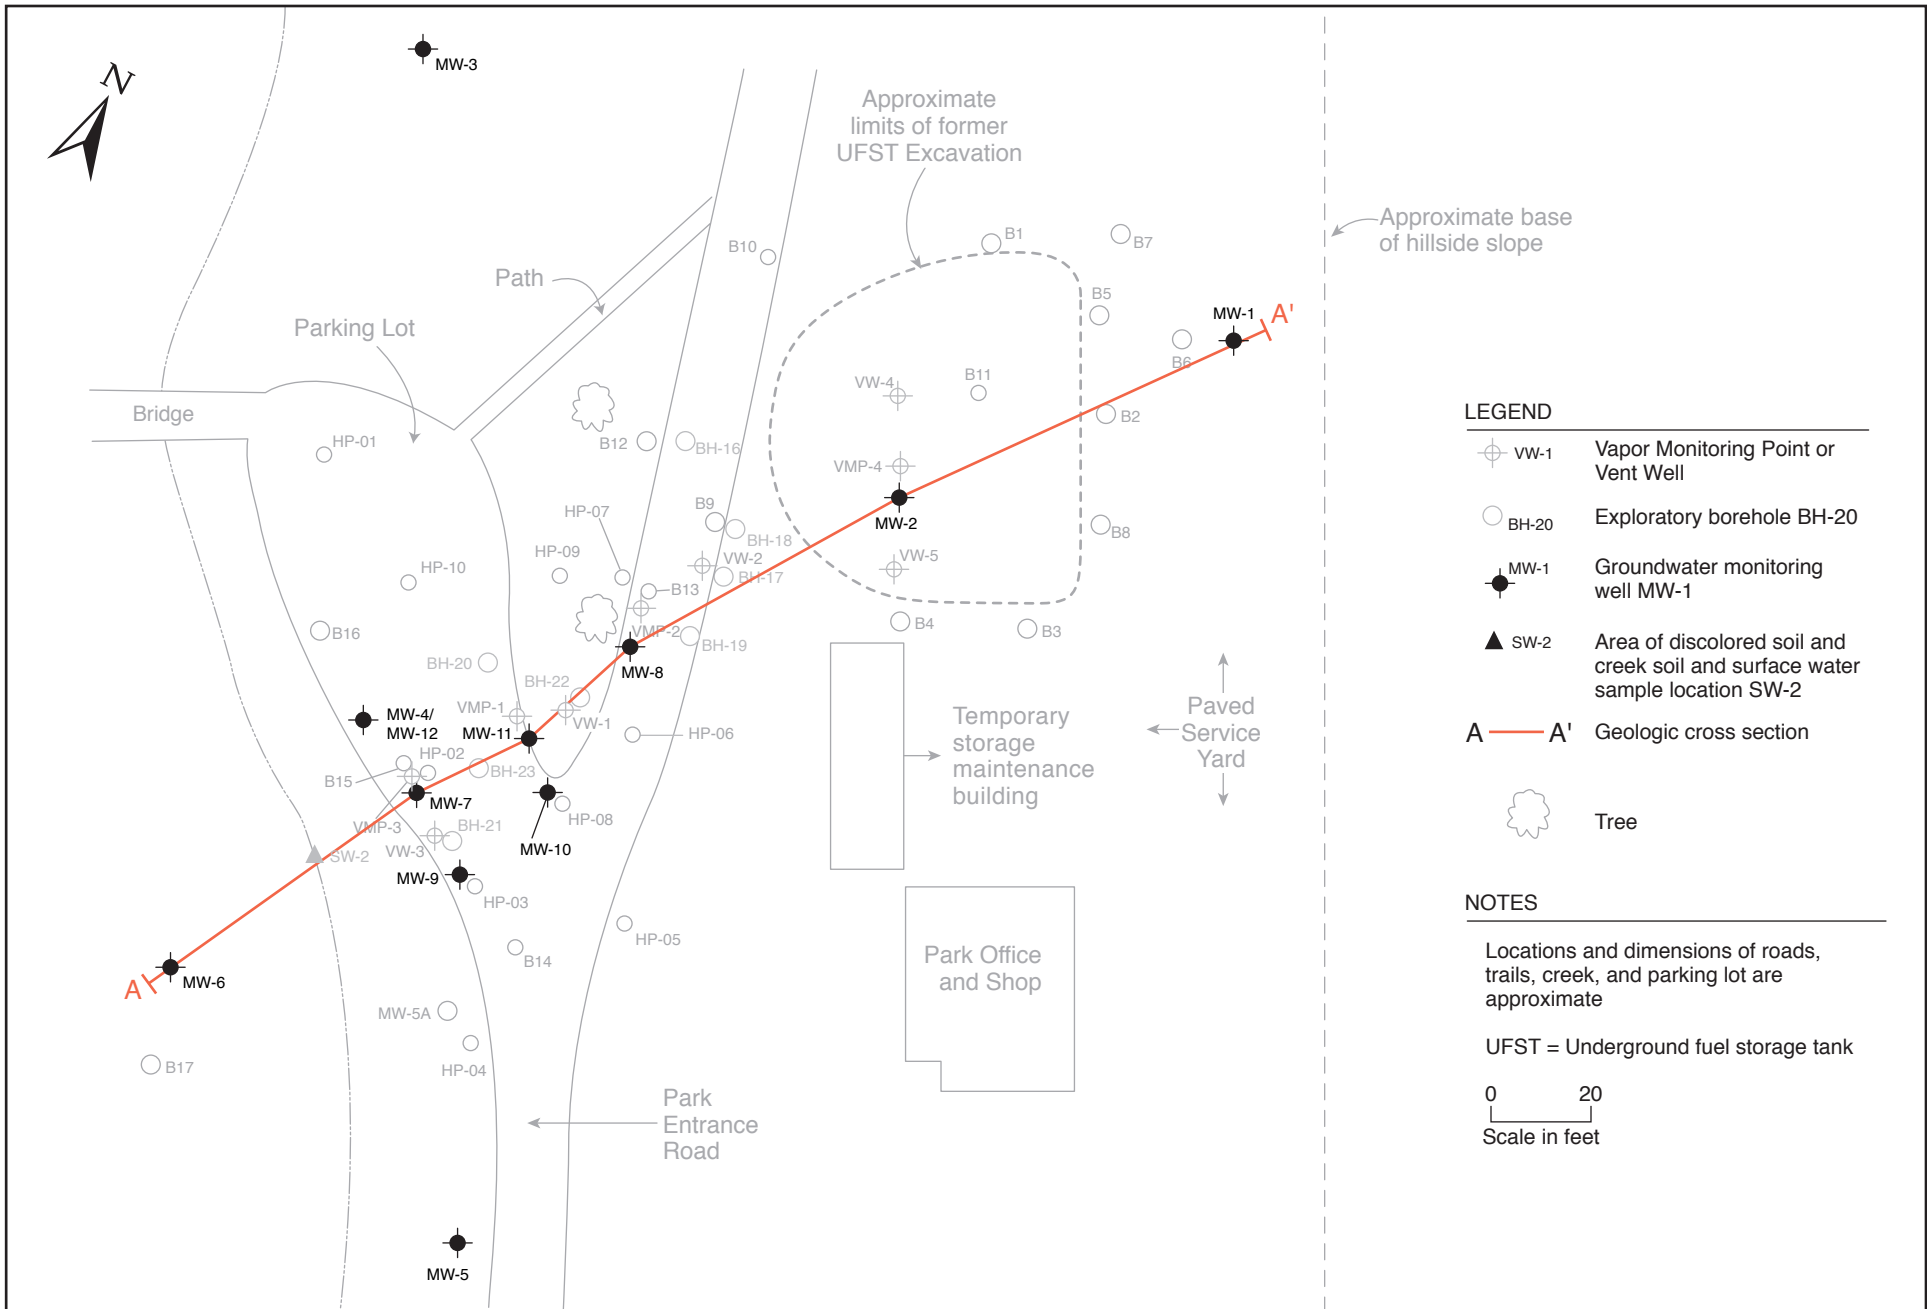 N
MW-3
Approximate
limits of former
UFST Excavation
Approximate base
of hillside slope
B1
B7
B10
Path
Parking Lot
B5
MW-1
A'
B6
Bridge
HP-01
VW-4
B11
B2
B12
BH-16
VMP-4
MW-2
B9
BH-18
B8
HP-07
HP-09
VW-2
BH-17
VW-5
HP-10
B13
VMP-2
B16
BH-19
B4
B3
MW-8
BH-20
BH-22
VMP-1
VW-1
MW-4/
MW-12
MW-11
HP-06
HP-02
B15
BH-23
MW-7
HP-08
VMP-3
BH-21
VW-3
SW-2
MW-10
MW-9
HP-03
HP-05
B14
A
MW-6
MW-5A
HP-04
B17
MW-5
Temporary
storage
maintenance
building
Paved
Service
Yard
Park Office
and Shop
Park
Entrance
Road
LEGEND
VW-1 Vapor Monitoring Point or
Vent Well
BH-20 Exploratory borehole BH-20
MW-1 Groundwater monitoring
well MW-1
SW-2 Area of discolored soil and
creek soil and surface water
sample location SW-2
A A' Geologic cross section
Tree
NOTES
Locations and dimensions of roads,
trails, creek, and parking lot are
approximate
UFST = Underground fuel storage tank
0 20
Scale in feet